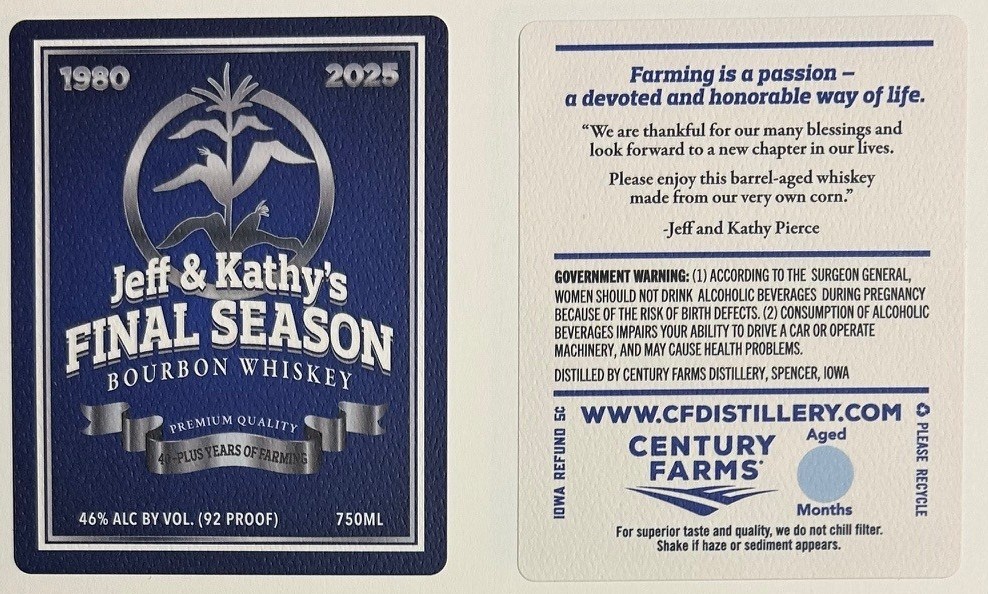 1980
2025
Jeff & Kathy's
FINAL SEASON
BOURBON WHISKEY
PREMIUM QUALITY
40-PLUS YEARS OF FARMING
46% ALC BY VOL. (92 PROOF)
750ML
Farming is a passion –
a devoted and honorable way of life.
“We are thankful for our many blessings and
look forward to a new chapter in our lives.
Please enjoy this barrel-aged whiskey
made from our very own corn.”
-Jeff and Kathy Pierce
GOVERNMENT WARNING: (1) ACCORDING TO THE SURGEON GENERAL,
WOMEN SHOULD NOT DRINK ALCOHOLIC BEVERAGES DURING PREGNANCY
BECAUSE OF THE RISK OF BIRTH DEFECTS. (2) CONSUMPTION OF ALCOHOLIC
BEVERAGES IMPAIRS YOUR ABILITY TO DRIVE A CAR OR OPERATE
MACHINERY, AND MAY CAUSE HEALTH PROBLEMS.
DISTILLED BY CENTURY FARMS DISTILLERY, SPENCER, IOWA
IOWA REFUND 5¢
WWW.CFDISTILLERY.COM
CENTURY
FARMS
Aged
Months
PLEASE RECYCLE
For superior taste and quality, we do not chill filter.
Shake if haze or sediment appears.